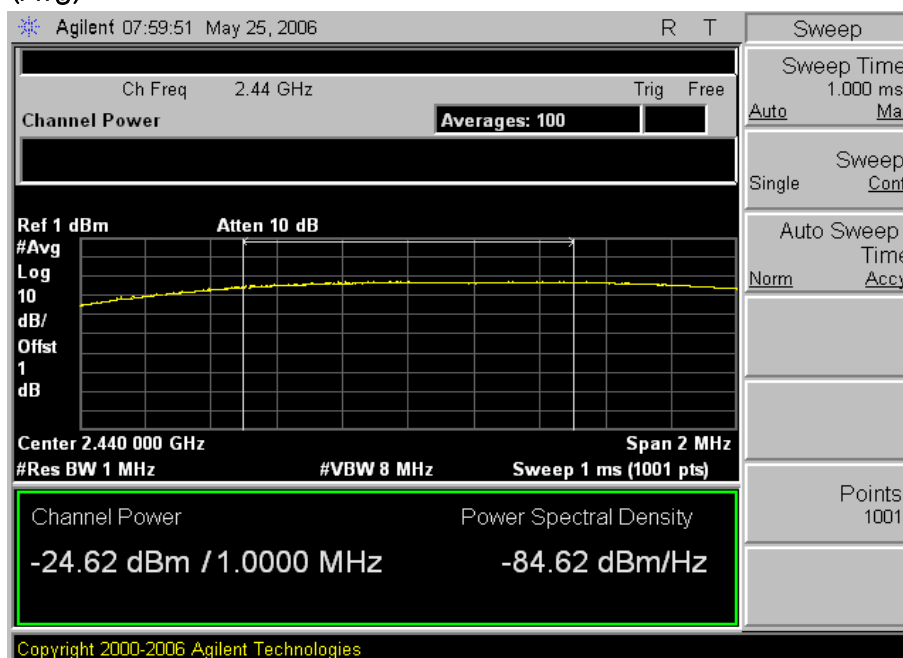 Agilent 07:59:51 May 25, 2006 R T
Ch Freq 2.44 GHz Trig Free
Channel Power Averages: 100
Ref 1 dBm Atten 10 dB
#Avg
Log
10
dB/
Offst
1
dB
Center 2.440 000 GHz Span 2 MHz
#Res BW 1 MHz #VBW 8 MHz Sweep 1 ms (1001 pts)
Channel Power Power Spectral Density
-24.62 dBm / 1.0000 MHz -84.62 dBm/Hz
Copyright 2000-2006 Agilent Technologies
Sweep
Sweep Time
1.000 ms
Auto Ma
Sweep
Single Cont
Auto Sweep
Time
Norm Accy
Points
1001